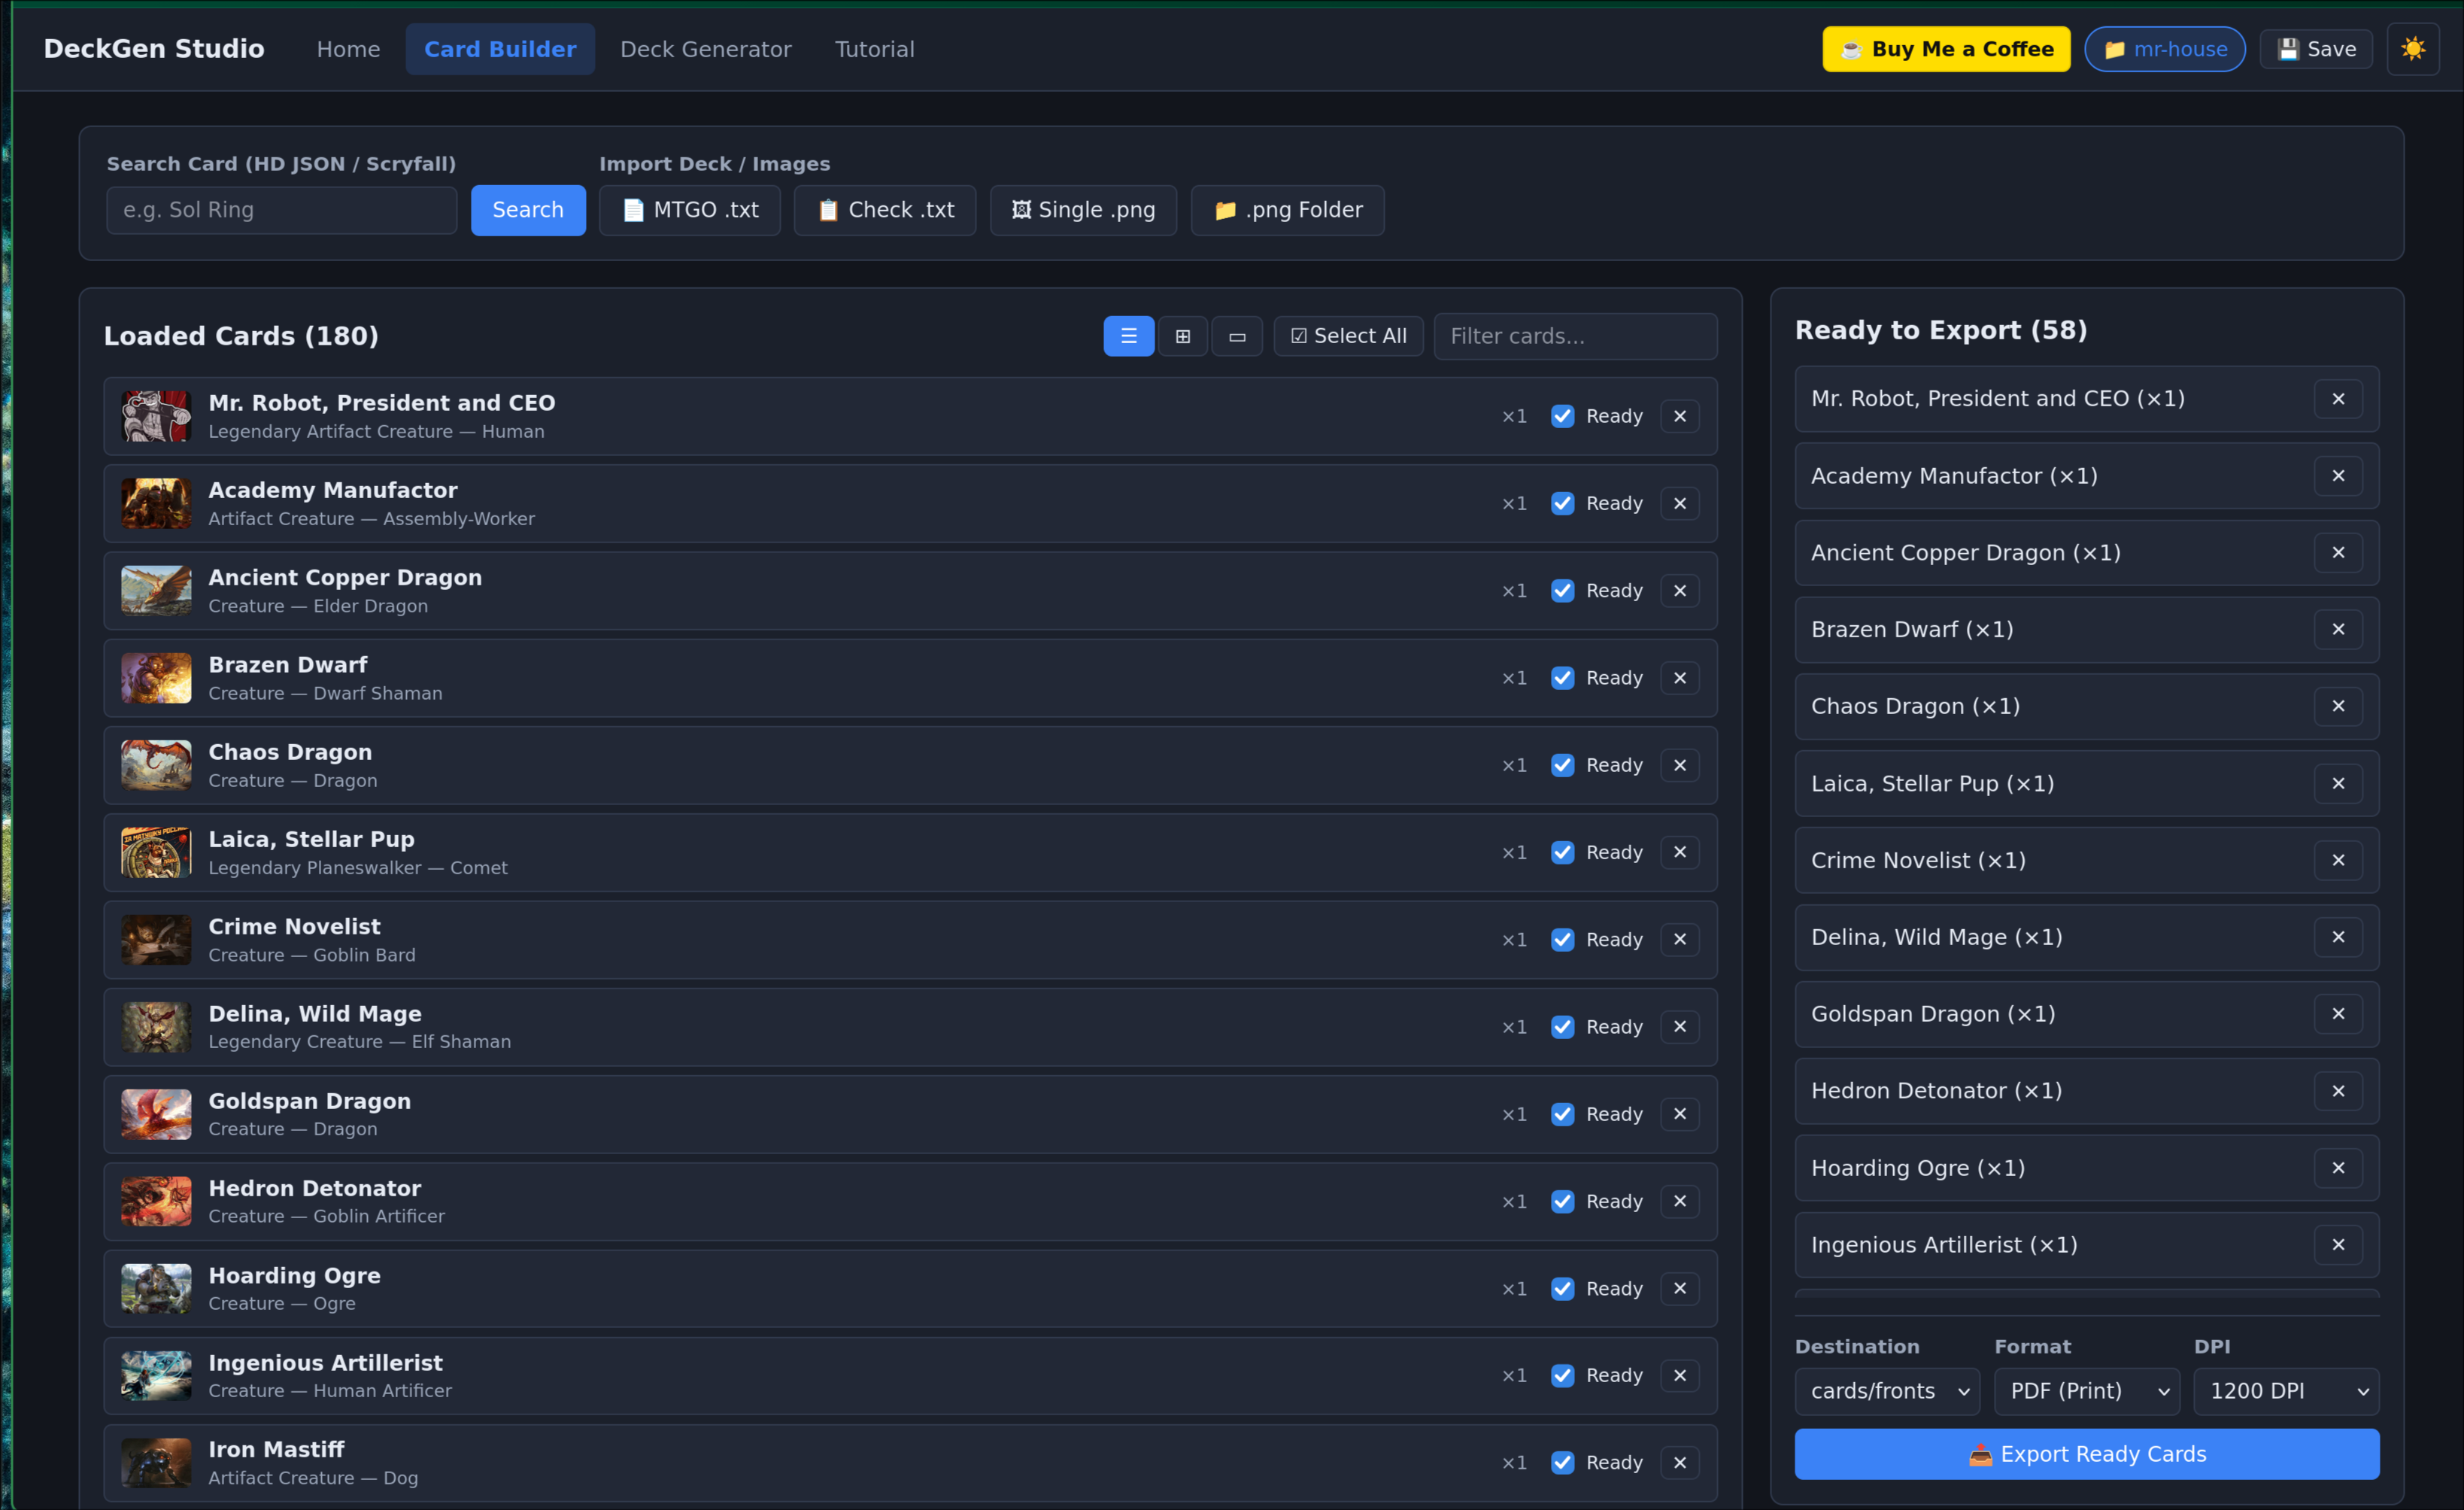 DeckGen Studio
Home
Card Builder
Deck Generator
Tutorial
Buy Me a Coffee
mr-house
Save
Search Card (HD JSON / Scryfall)
e.g. Sol Ring
Search
Import Deck / Images
MTGO .txt
Check .txt
Single .png
.png Folder
Loaded Cards (180)
Select All
Filter cards...
Mr. Robot, President and CEO
Legendary Artifact Creature — Human
×1
Ready
Academy Manufactor
Artifact Creature — Assembly-Worker
×1
Ready
Ancient Copper Dragon
Creature — Elder Dragon
×1
Ready
Brazen Dwarf
Creature — Dwarf Shaman
×1
Ready
Chaos Dragon
Creature — Dragon
×1
Ready
Laica, Stellar Pup
Legendary Planeswalker — Comet
×1
Ready
Crime Novelist
Creature — Goblin Bard
×1
Ready
Delina, Wild Mage
Legendary Creature — Elf Shaman
×1
Ready
Goldspan Dragon
Creature — Dragon
×1
Ready
Hedron Detonator
Creature — Goblin Artificer
×1
Ready
Hoarding Ogre
Creature — Ogre
×1
Ready
Ingenious Artillerist
Creature — Human Artificer
×1
Ready
Iron Mastiff
Artifact Creature — Dog
×1
Ready
Ready to Export (58)
Mr. Robot, President and CEO (×1)
Academy Manufactor (×1)
Ancient Copper Dragon (×1)
Brazen Dwarf (×1)
Chaos Dragon (×1)
Laica, Stellar Pup (×1)
Crime Novelist (×1)
Delina, Wild Mage (×1)
Goldspan Dragon (×1)
Hedron Detonator (×1)
Hoarding Ogre (×1)
Ingenious Artillerist (×1)
Destination
cards/fronts
Format
PDF (Print)
DPI
1200 DPI
Export Ready Cards